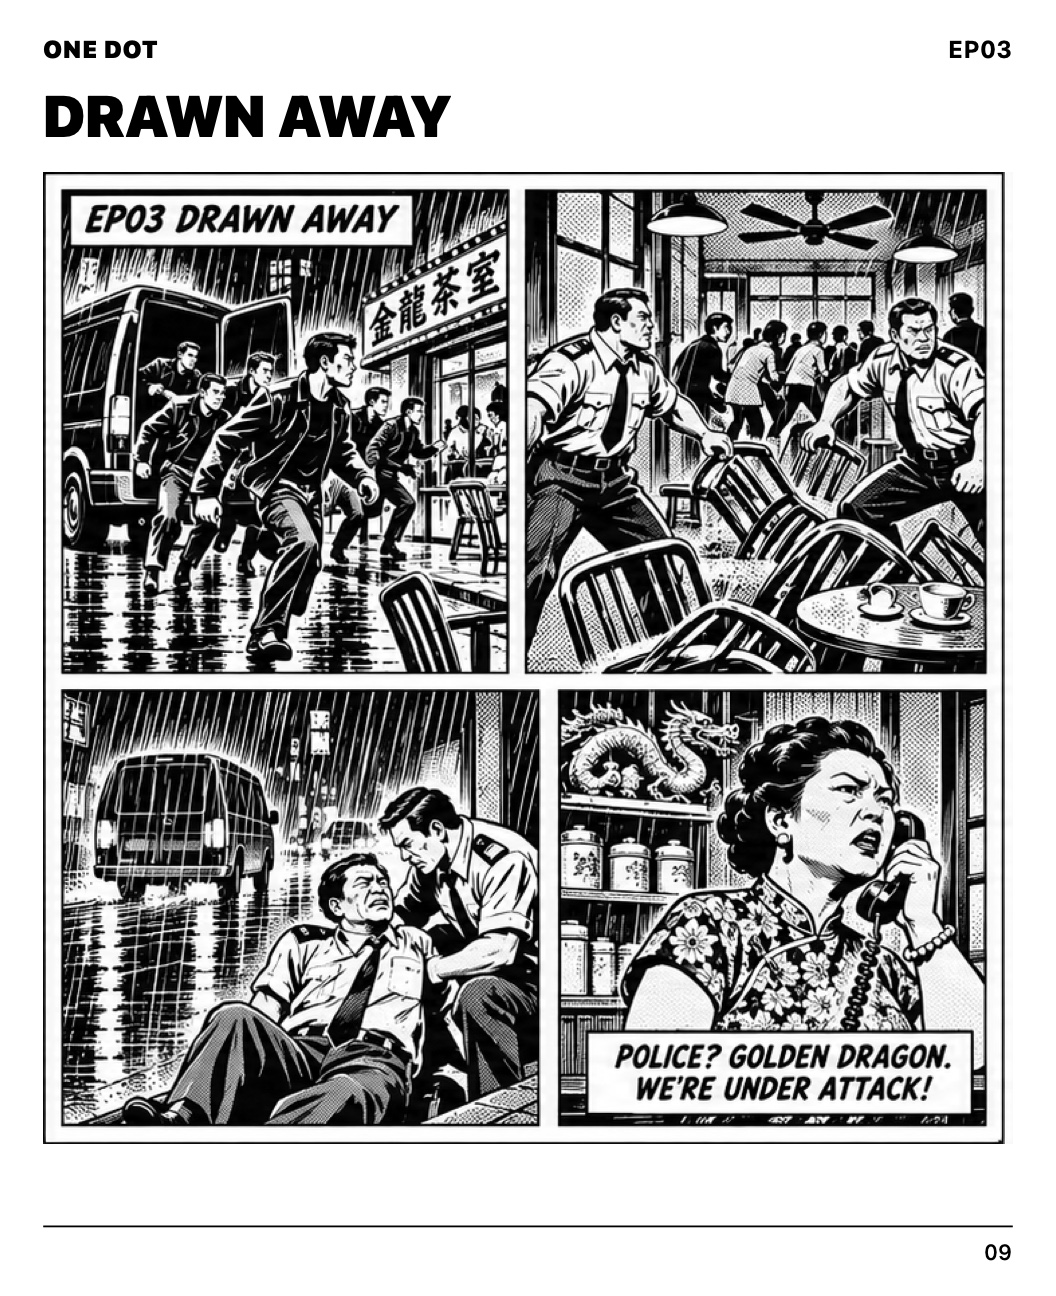 ONE DOT
EP03
DRAWN AWAY
EP03 DRAWN AWAY
金龍茶室
POLICE? GOLDEN DRAGON.
WE'RE UNDER ATTACK!
09